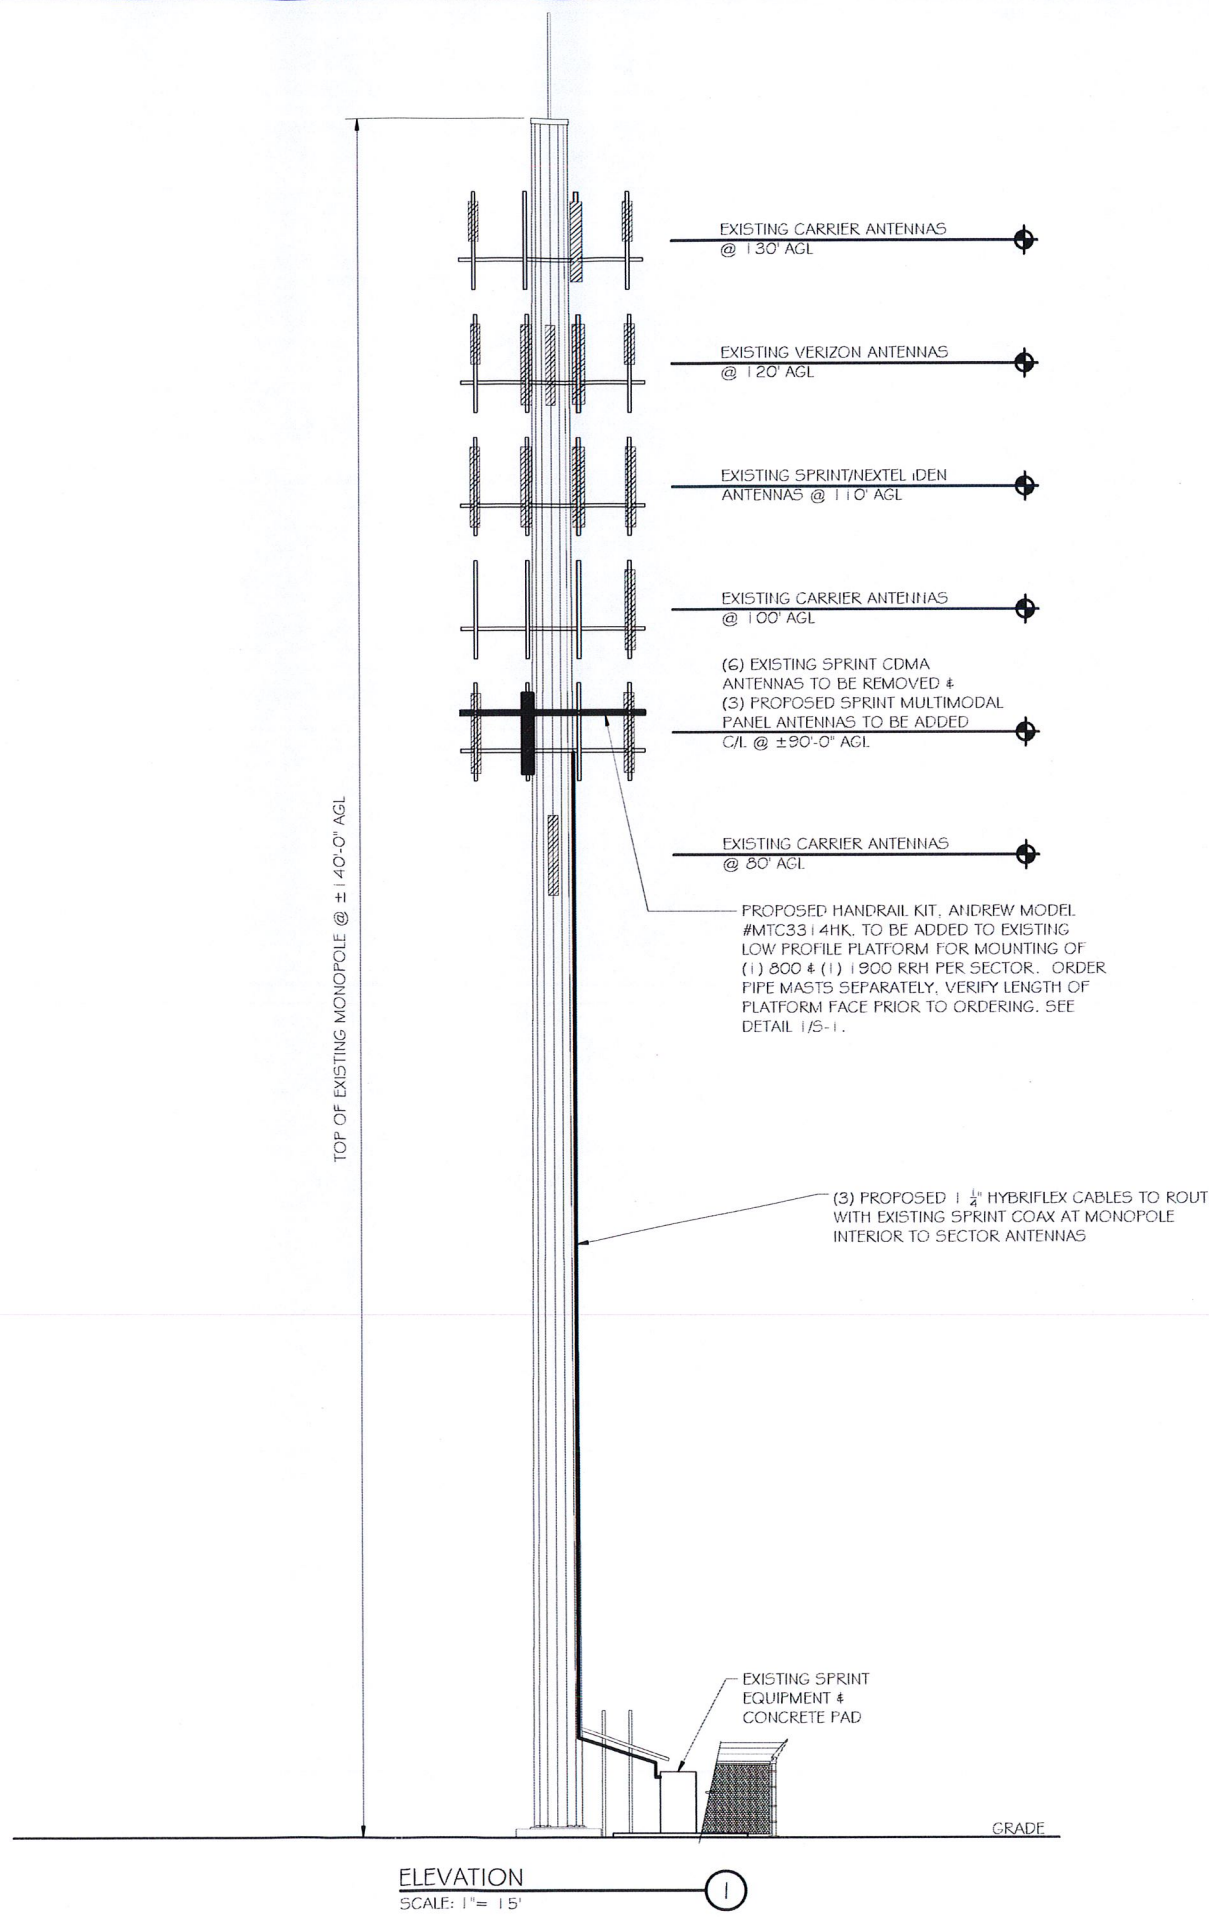 EXISTING CARRIER ANTENNAS
@ 130' AGL
EXISTING VERIZON ANTENNAS
@ 120' AGL
EXISTING SPRINT/NEXTEL iDEN
ANTENNAS @ 110' AGL
EXISTING CARRIER ANTENNAS
@ 100' AGL
(6) EXISTING SPRINT CDMA
ANTENNAS TO BE REMOVED &
(3) PROPOSED SPRINT MULTIMODAL
PANEL ANTENNAS TO BE ADDED
C/L @ ±90'-0" AGL
EXISTING CARRIER ANTENNAS
@ 80' AGL
PROPOSED HANDRAIL KIT, ANDREW MODEL
#MTC3314HK, TO BE ADDED TO EXISTING
LOW PROFILE PLATFORM FOR MOUNTING OF
(1) 800 & (1) 1900 RRH PER SECTOR. ORDER
PIPE MASTS SEPARATELY. VERIFY LENGTH OF
PLATFORM FACE PRIOR TO ORDERING. SEE
DETAIL 1/S-1.
TOP OF EXISTING MONOPOLE @ ±140'-0" AGL
(3) PROPOSED 1 1/4" HYBRIFLEX CABLES TO ROUT
WITH EXISTING SPRINT COAX AT MONOPOLE
INTERIOR TO SECTOR ANTENNAS
EXISTING SPRINT
EQUIPMENT &
CONCRETE PAD
GRADE
ELEVATION
1
SCALE: 1"= 15'